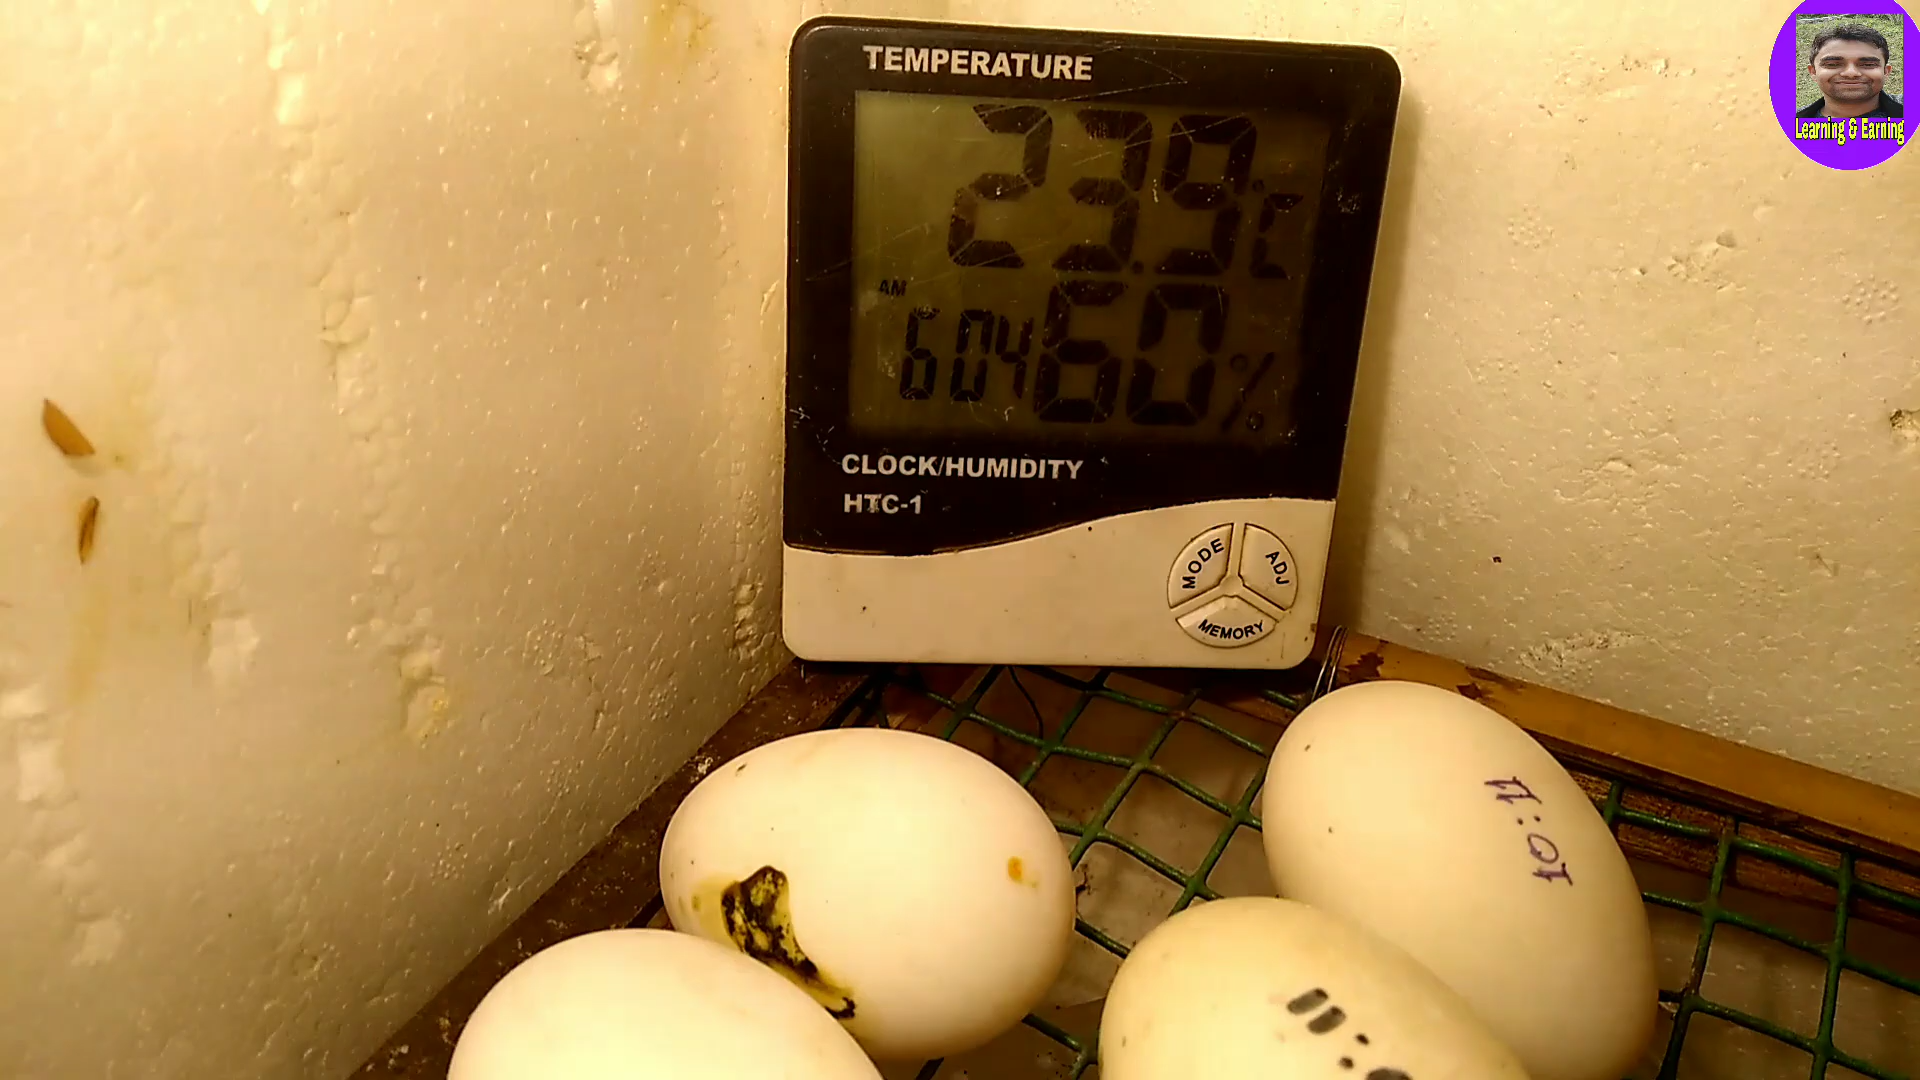 TEMPERATURE
23.9°C
AM
6 04 60%
CLOCK/HUMIDITY
HTC-1
MODE
ADJ
MEMORY
10:11
Learning & Earning